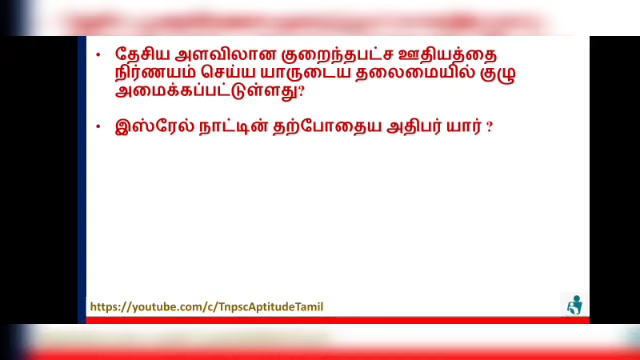 • தேசிய அளவிலான குறைந்தபட்ச ஊதியத்தை
நிர்ணயம் செய்ய யாருடைய தலைமையில் குழு
அமைக்கப்பட்டுள்ளது?
• இஸ்ரேல் நாட்டின் தற்போதைய அதிபர் யார் ?
https://youtube.com/c/TnpscAptitudeTamil